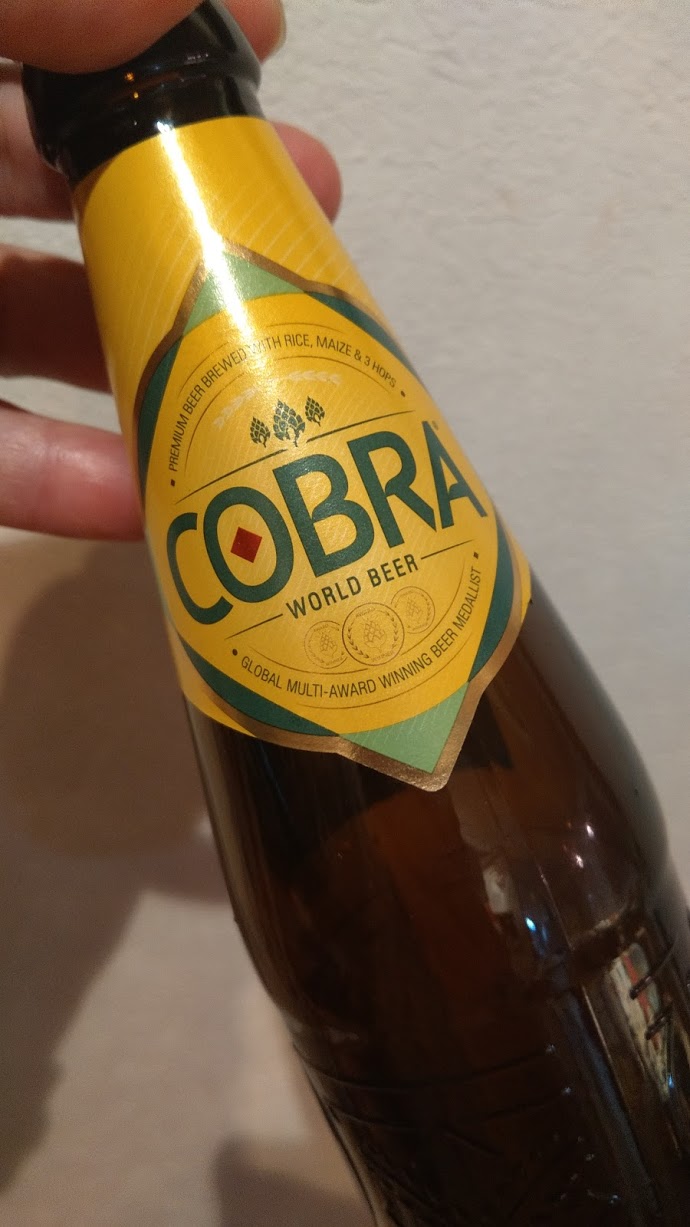 PREMIUM BEER BREWED WITH RICE, MAIZE & 3 HOPS
COBRA
WORLD BEER
GLOBAL MULTI-AWARD WINNING BEER MEDALLIST